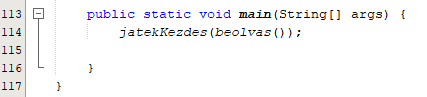 113 public static void main(String[] args) {
114 jatekKezdes(beolvas());
115
116 }
117 }